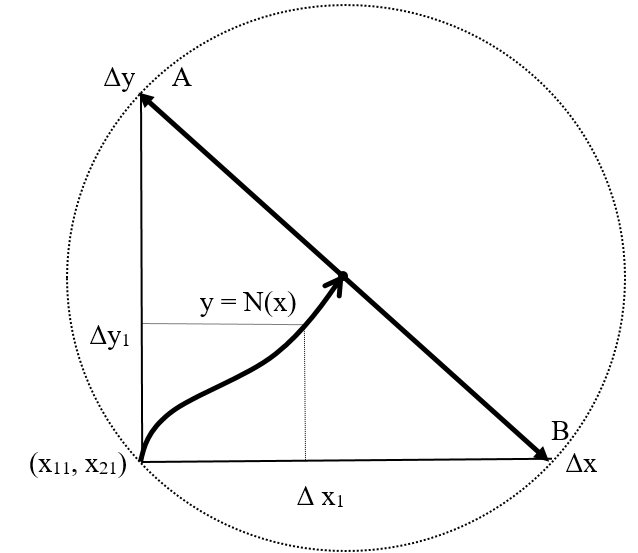 Δy A
y = N(x)
Δy₁
B
(x₁₁, x₂₁)
Δx
Δ x₁